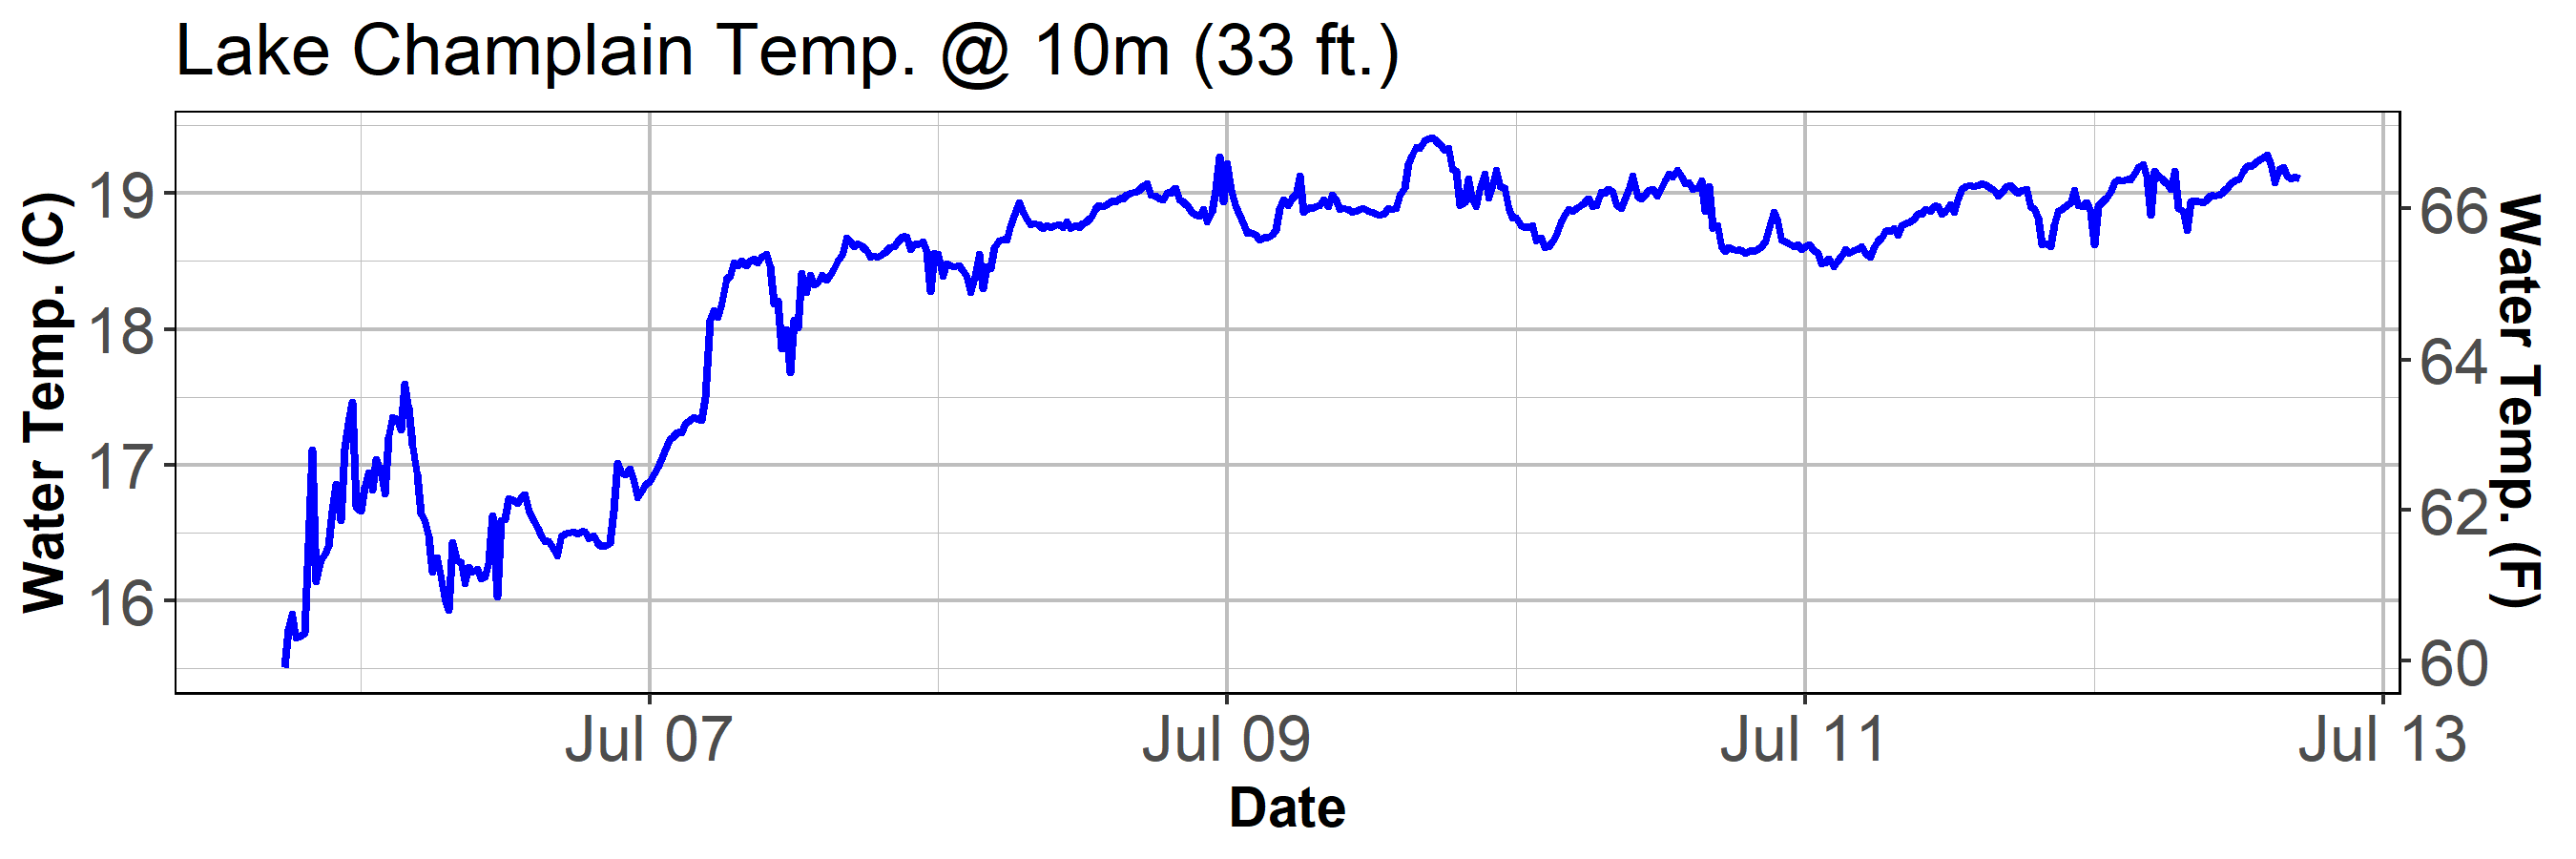 Lake Champlain Temp. @ 10m (33 ft.)
Water Temp. (C)
19
18
17
16
66
64
62
60
Water Temp. (F)
Jul 07 Jul 09 Jul 11 Jul 13
Date